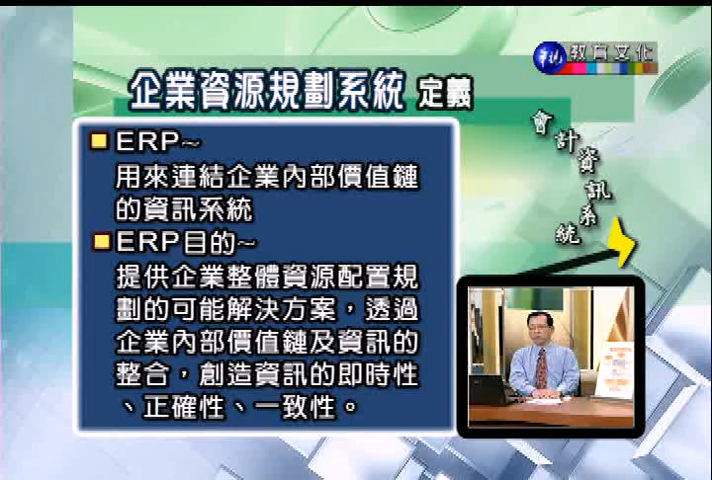 華視 教育文化
企業資源規劃系統 定義
會計資訊系統
ERP~
用來連結企業內部價值鏈
的資訊系統
ERP目的~
提供企業整體資源配置規
劃的可能解決方案，透過
企業內部價值鏈及資訊的
整合，創造資訊的即時性
、正確性、一致性。